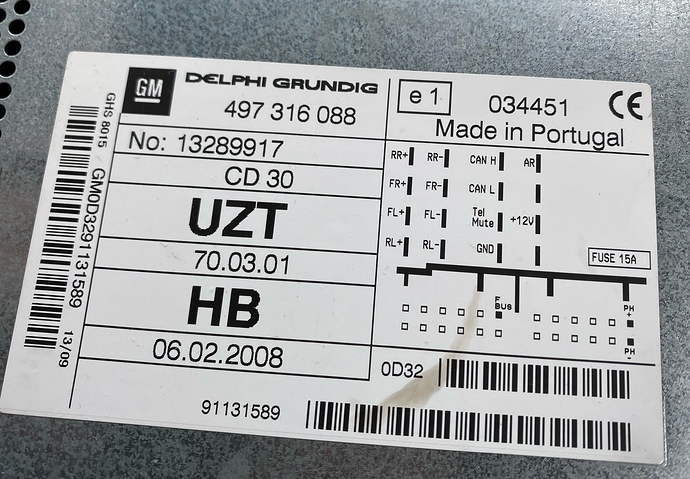 GHS 8015 / GM0D3291131589 13/09
GM
DELPHI GRUNDIG
497 316 088
No: 13289917
CD 30
UZT
70.03.01
HB
06.02.2008
e 1
034451
CE
Made in Portugal
RR+ RR- CAN H AR
FR+ FR- CAN L
FL+ FL- Tel Mute +12V
RL+ RL- GND
FUSE 15A
F BUS
PH +
PH -
0D32
91131589